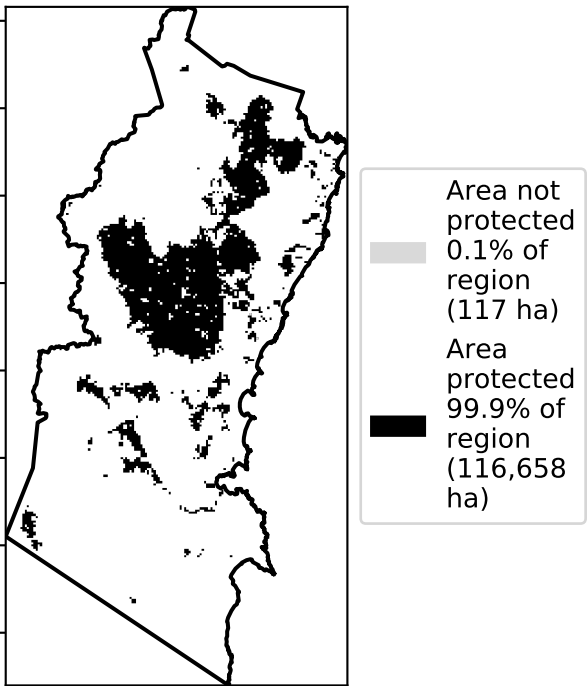 Area not
protected
0.1% of
region
(117 ha)
Area
protected
99.9% of
region
(116,658
ha)